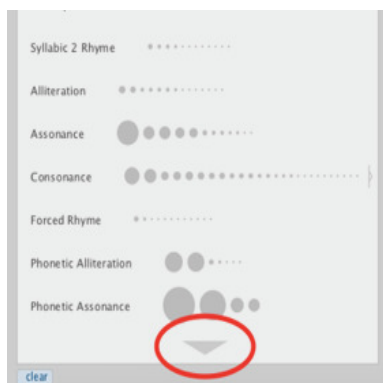 Syllabic 2 Rhyme
Alliteration
Assonance
Consonance
Forced Rhyme
Phonetic Alliteration
Phonetic Assonance
clear